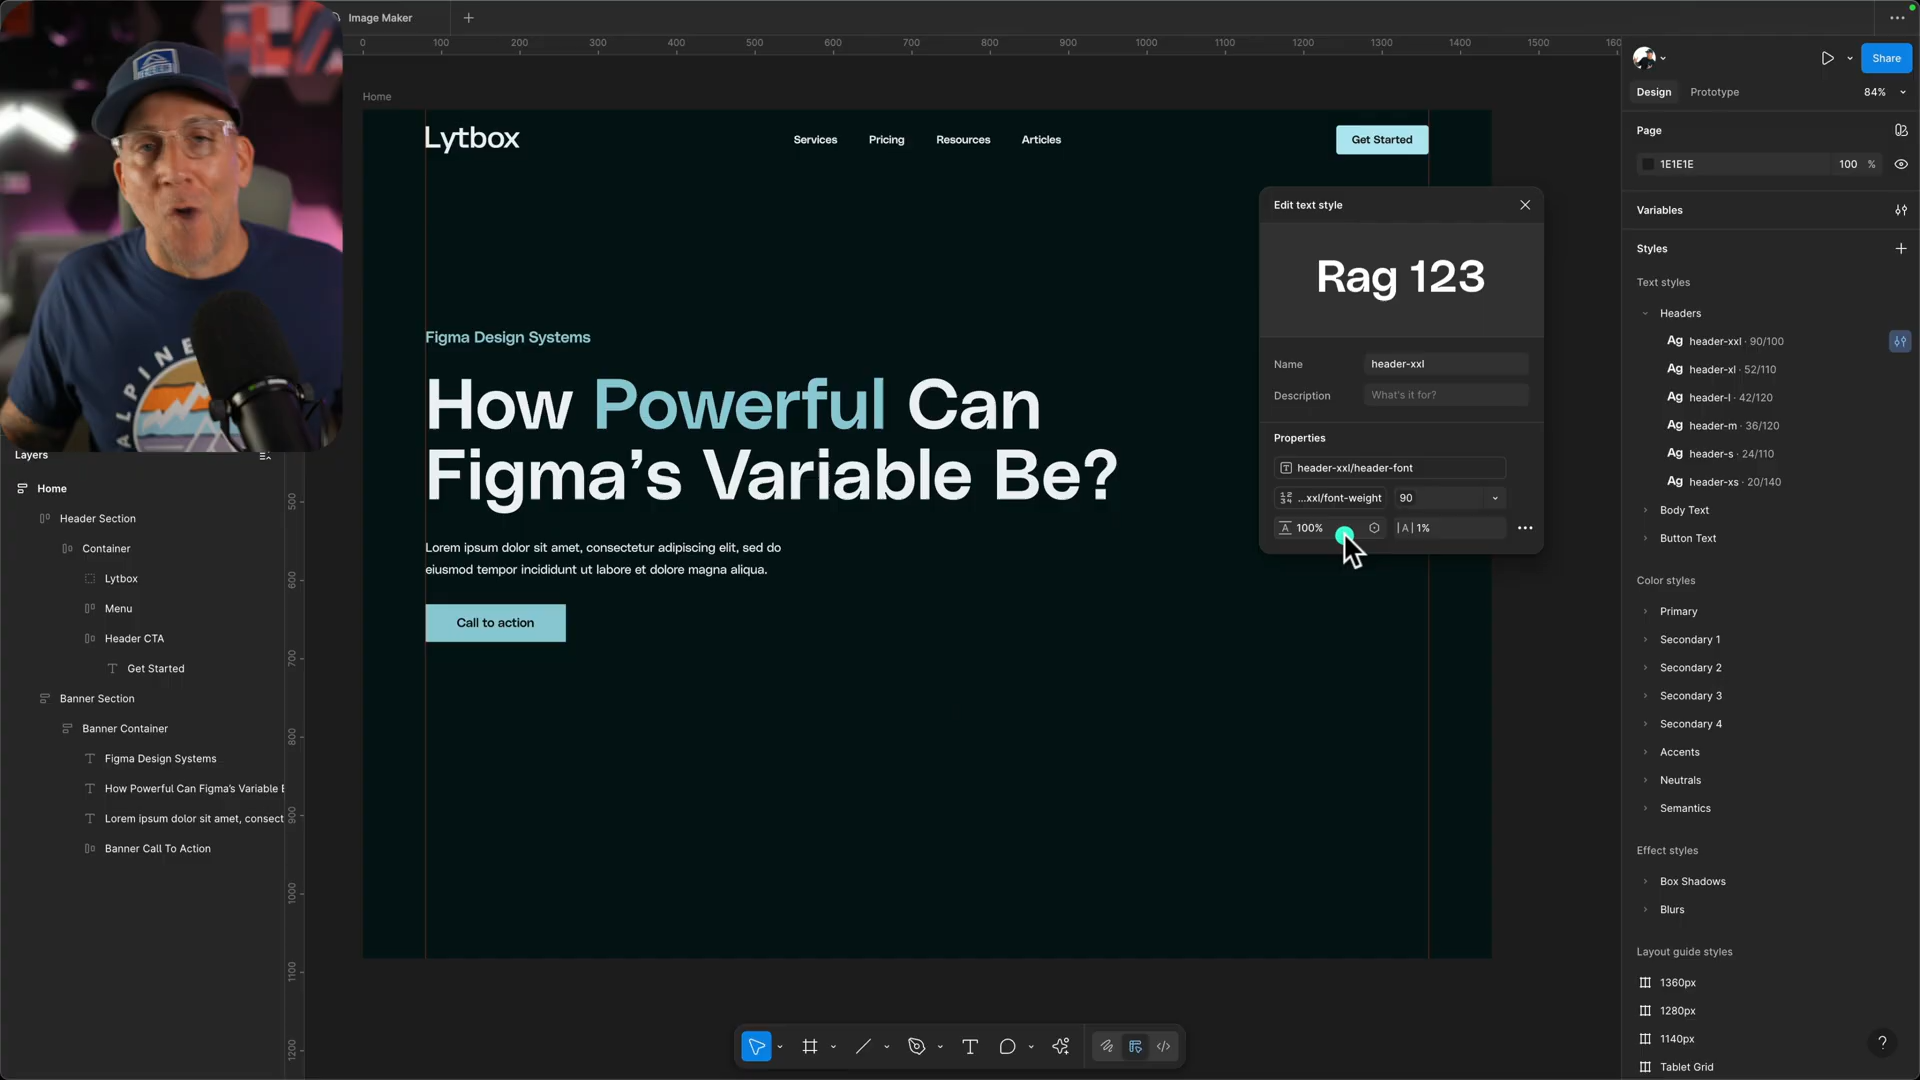 Image Maker
0 100 200 300 400 500 600 700 800 900 1000 1100 1200 1300 1400 1500
Home
Lytbox
Services
Pricing
Resources
Articles
Get Started
Figma Design Systems
How Powerful Can
Figma’s Variable Be?
Lorem ipsum dolor sit amet, consectetur adipiscing elit, sed do
eiusmod tempor incididunt ut labore et dolore magna aliqua.
Call to action
Edit text style
Rag 123
Name
header-xxl
Description
What's it for?
Properties
header-xxl/header-font
...xxl/font-weight
90
100%
1%
Layers
Home
Header Section
Container
Lytbox
Menu
Header CTA
Get Started
Banner Section
Banner Container
Figma Design Systems
How Powerful Can Figma’s Variable
Lorem ipsum dolor sit amet, consect
Banner Call To Action
500
600
700
800
900
1000
1100
1200
Share
Design
Prototype
84%
Page
1E1E1E
100 %
Variables
Styles
Text styles
Headers
Ag header-xxl · 90/100
Ag header-xl · 52/110
Ag header-l · 42/120
Ag header-m · 36/120
Ag header-s · 24/110
Ag header-xs · 20/140
Body Text
Button Text
Color styles
Primary
Secondary 1
Secondary 2
Secondary 3
Secondary 4
Accents
Neutrals
Semantics
Effect styles
Box Shadows
Blurs
Layout guide styles
1360px
1280px
1140px
Tablet Grid
?